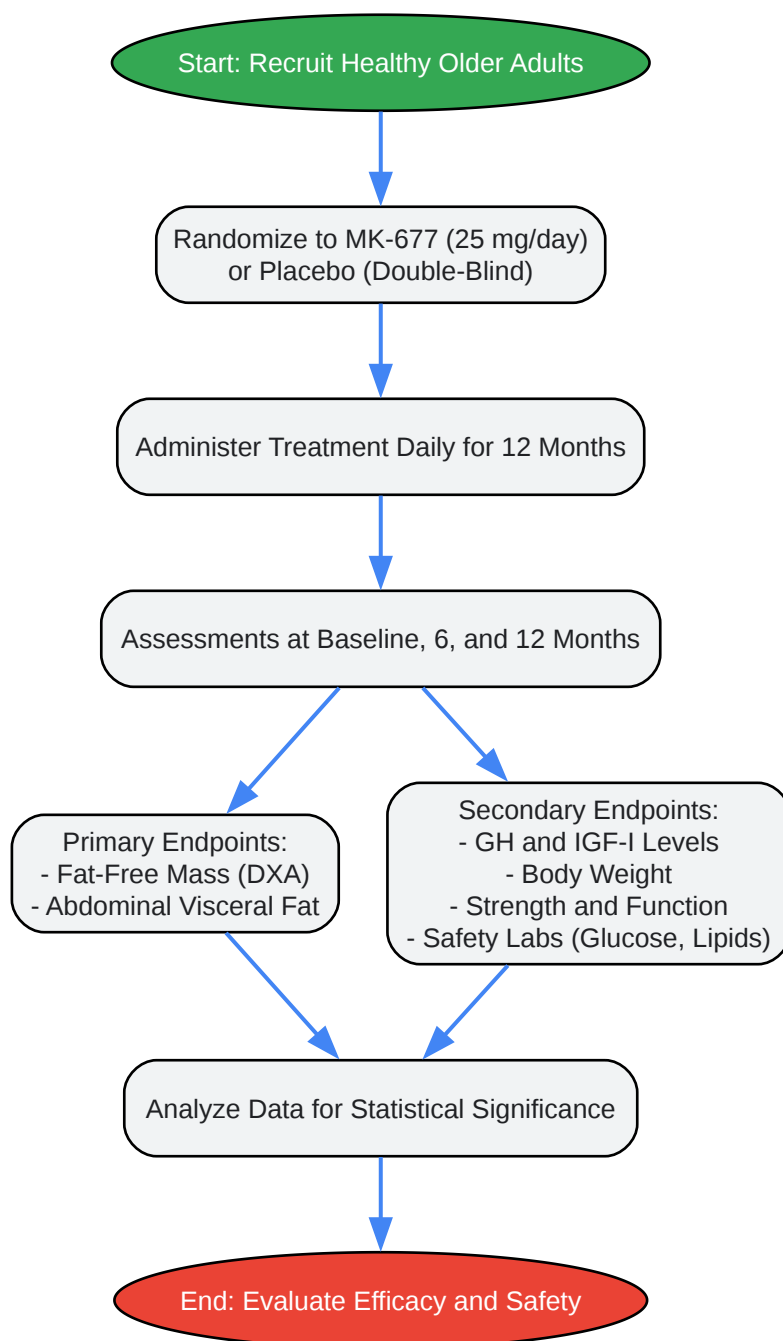 Start: Recruit Healthy Older Adults
Randomize to MK-677 (25 mg/day)
or Placebo (Double-Blind)
Administer Treatment Daily for 12 Months
Assessments at Baseline, 6, and 12 Months
Primary Endpoints:
- Fat-Free Mass (DXA)
- Abdominal Visceral Fat
Secondary Endpoints:
- GH and IGF-I Levels
- Body Weight
- Strength and Function
- Safety Labs (Glucose, Lipids)
Analyze Data for Statistical Significance
End: Evaluate Efficacy and Safety